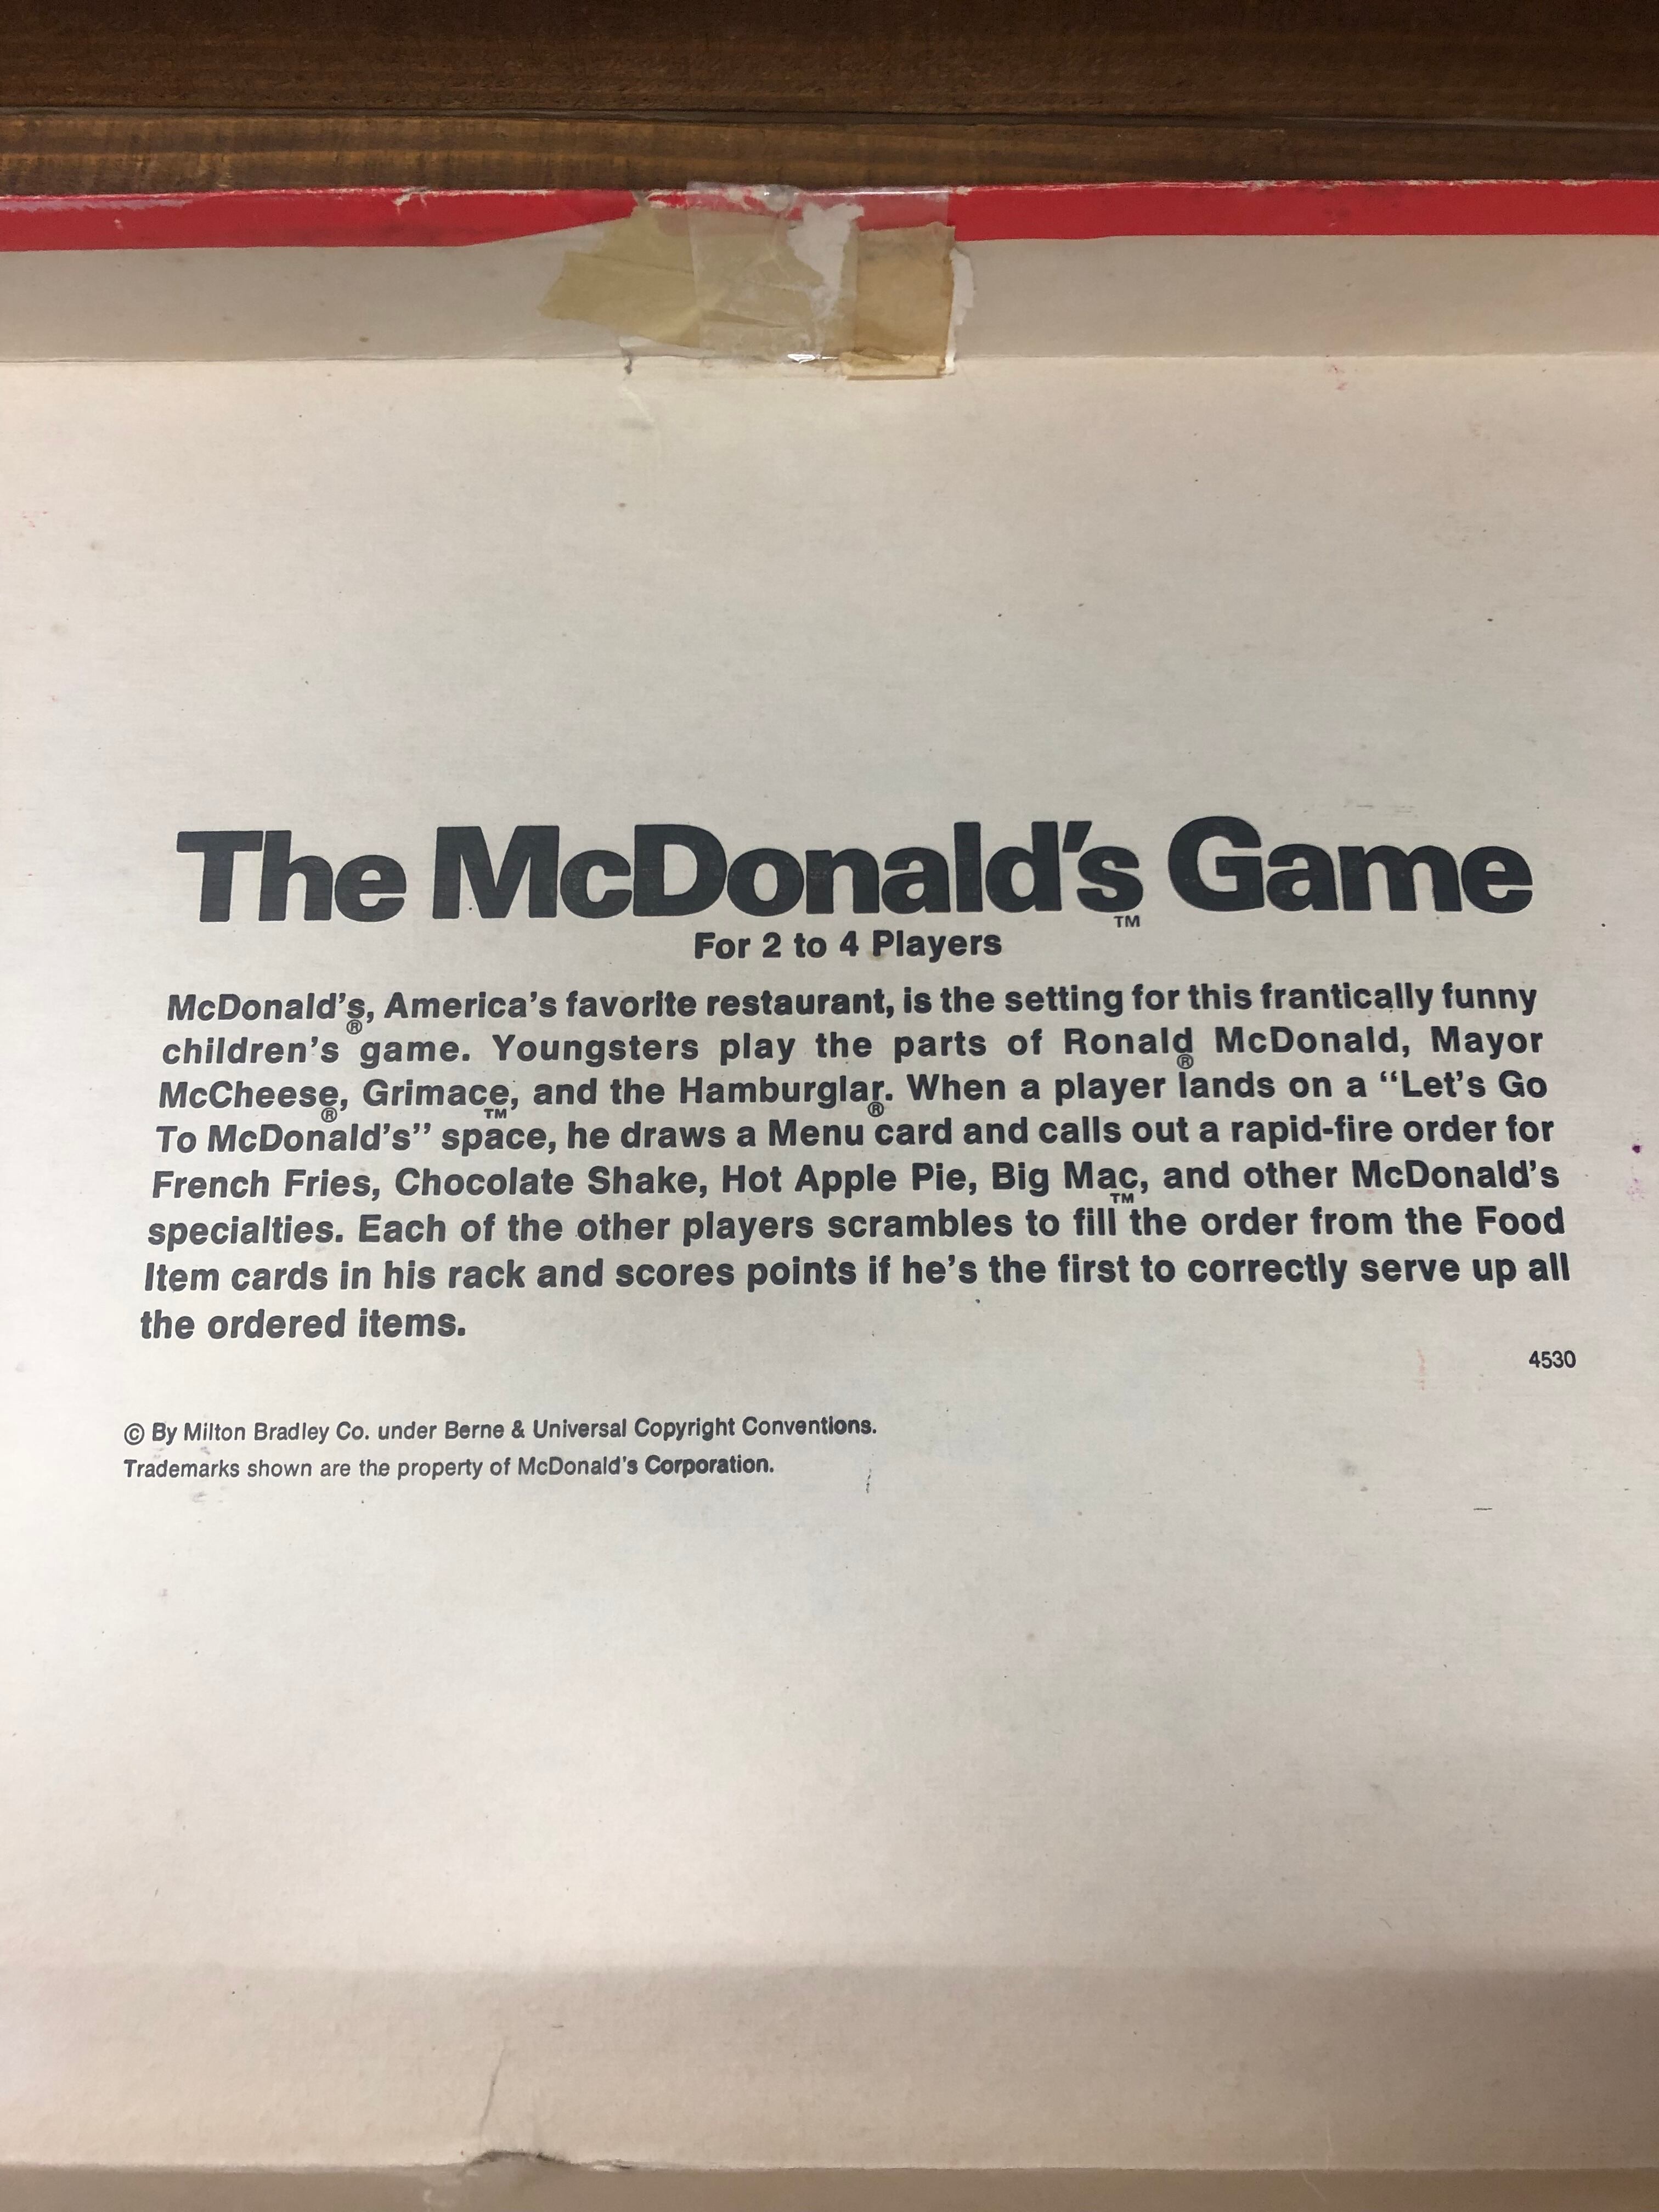 The McDonald's™ Game
For 2 to 4 Players
McDonald's®, America's favorite restaurant, is the setting for this frantically funny
children's game. Youngsters play the parts of Ronald® McDonald, Mayor
McCheese®, Grimace™, and the Hamburglar®. When a player lands on a “Let's Go
To McDonald's” space, he draws a Menu card and calls out a rapid-fire order for
French Fries, Chocolate Shake, Hot Apple Pie, Big Mac™, and other McDonald's
specialties. Each of the other players scrambles to fill the order from the Food
Item cards in his rack and scores points if he's the first to correctly serve up all
the ordered items.
4530
© By Milton Bradley Co. under Berne & Universal Copyright Conventions.
Trademarks shown are the property of McDonald's Corporation.